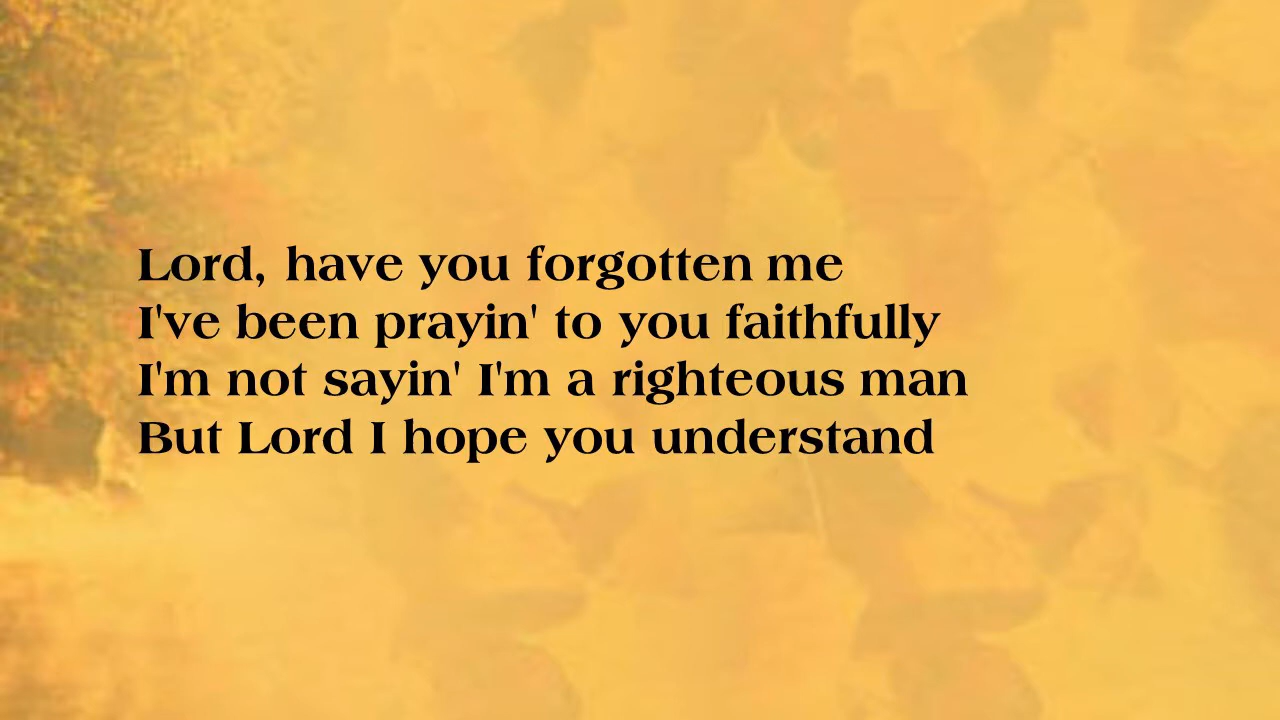 Lord, have you forgotten me
I've been prayin' to you faithfully
I'm not sayin' I'm a righteous man
But Lord I hope you understand